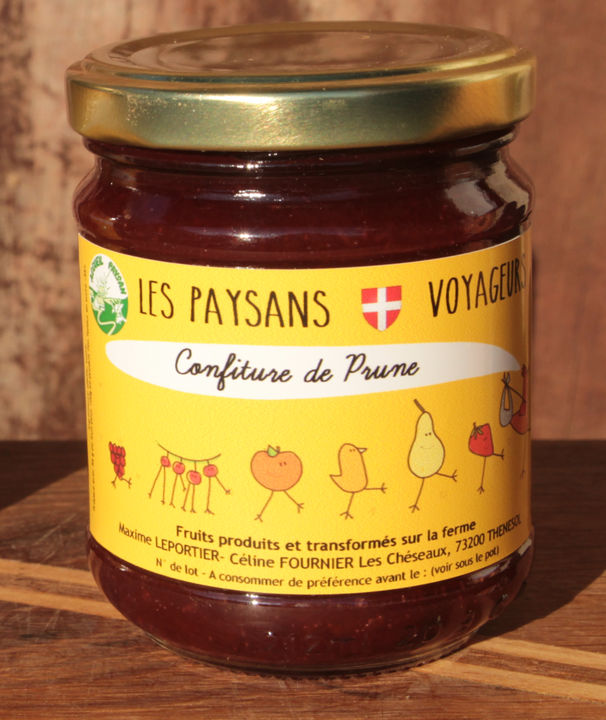 LES PAYSANS VOYAGEURS
Confiture de Prune
Fruits produits et transformés sur la ferme
Maxime LEPORTIER- Céline FOURNIER Les Chéseaux, 73200 THENESOL
N° de lot - A consommer de préférence avant le : (voir sous le pot)